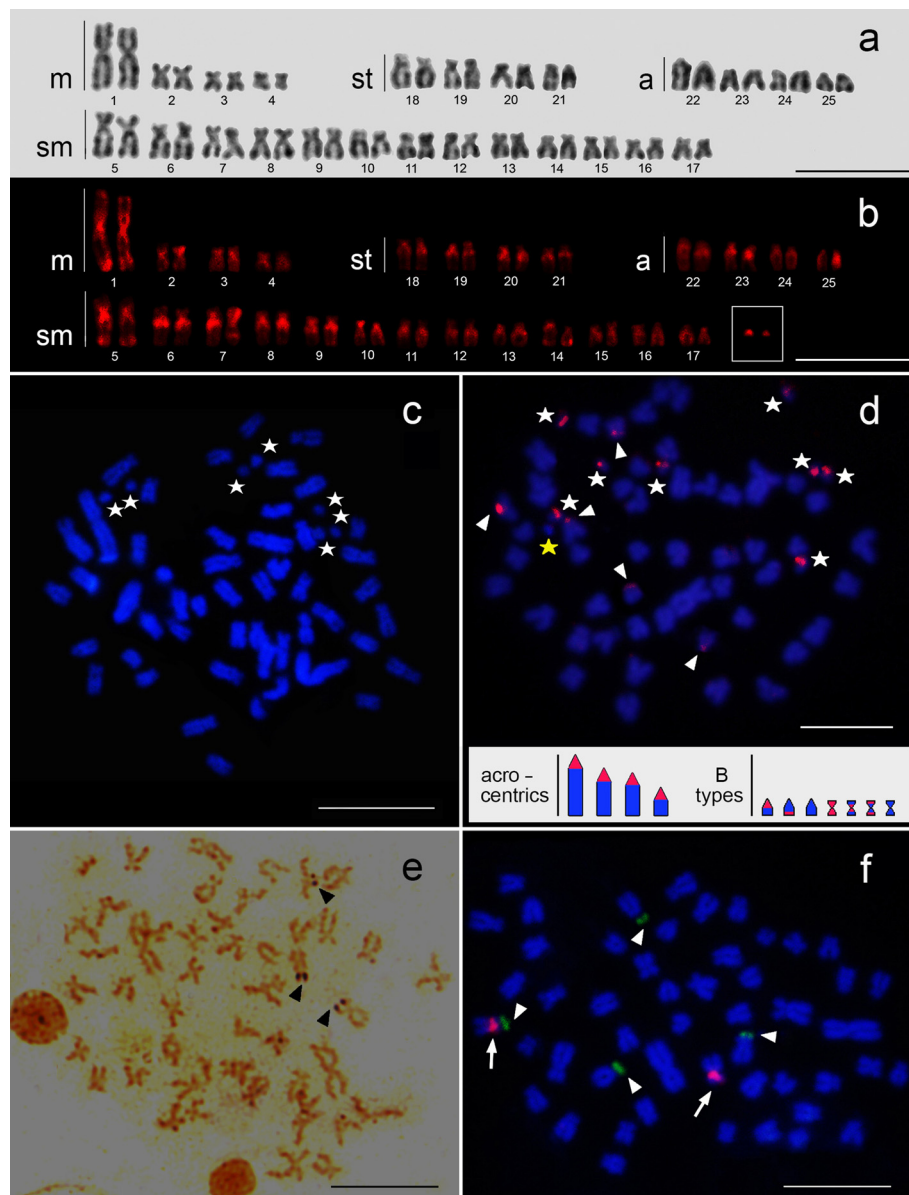 a
m 1 2 3 4 st 18 19 20 21 a 22 23 24 25
sm 5 6 7 8 9 10 11 12 13 14 15 16 17
b
m 1 2 3 4 st 18 19 20 21 a 22 23 24 25
sm 5 6 7 8 9 10 11 12 13 14 15 16 17
c
d
acro –
centrics
B
types
e
f